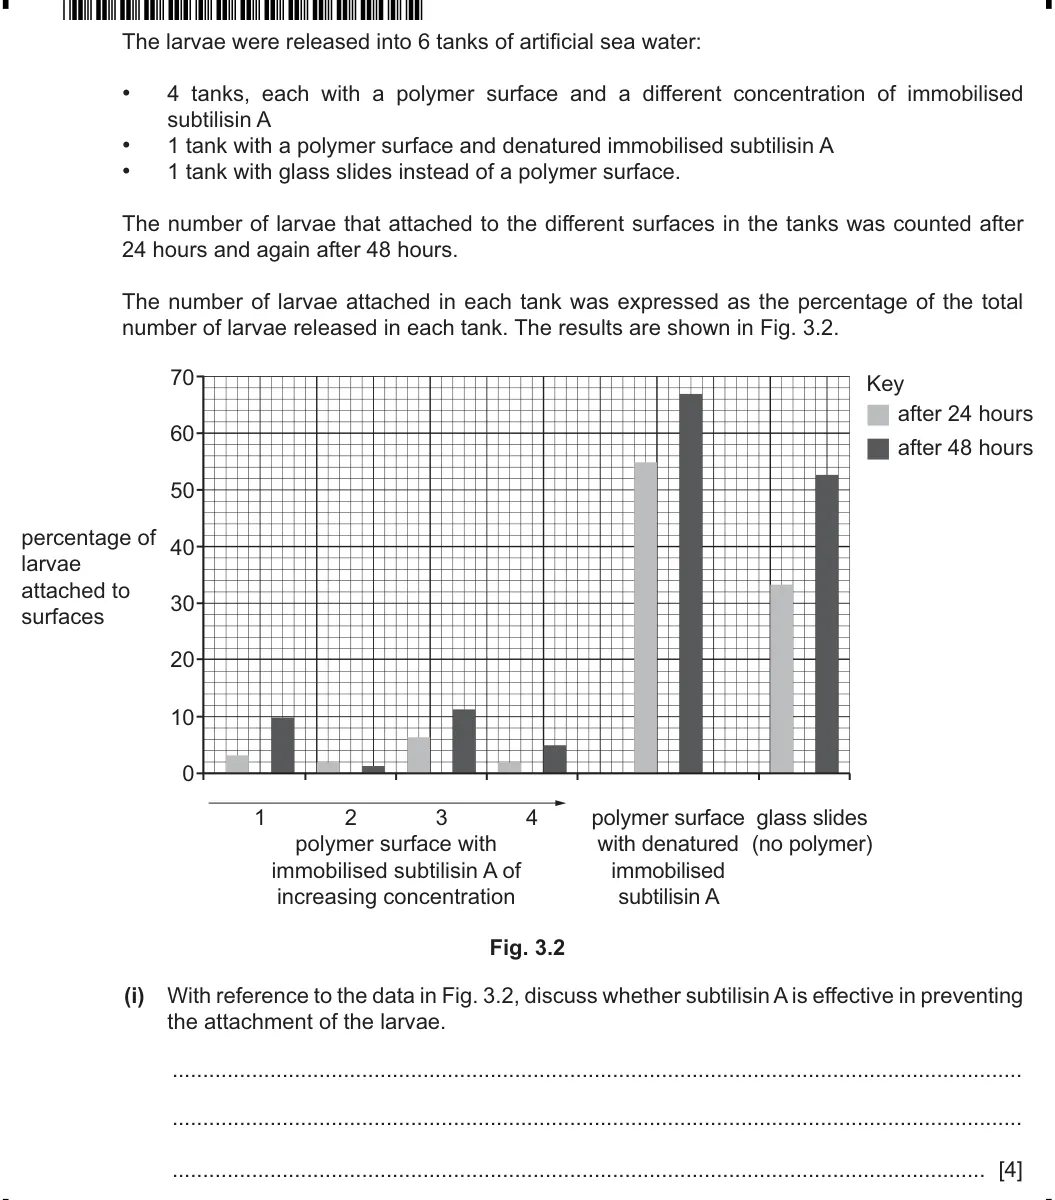 The larvae were released into 6 tanks of artificial sea water:
• 4 tanks, each with a polymer surface and a different concentration of immobilised
subtilisin A
• 1 tank with a polymer surface and denatured immobilised subtilisin A
• 1 tank with glass slides instead of a polymer surface.
The number of larvae that attached to the different surfaces in the tanks was counted after
24 hours and again after 48 hours.
The number of larvae attached in each tank was expressed as the percentage of the total
number of larvae released in each tank. The results are shown in Fig. 3.2.
percentage of
larvae
attached to
surfaces
70
60
50
40
30
20
10
0
Key
after 24 hours
after 48 hours
1 2 3 4
polymer surface with
immobilised subtilisin A of
increasing concentration
polymer surface
with denatured
immobilised
subtilisin A
glass slides
(no polymer)
Fig. 3.2
(i) With reference to the data in Fig. 3.2, discuss whether subtilisin A is effective in preventing
the attachment of the larvae.
[4]